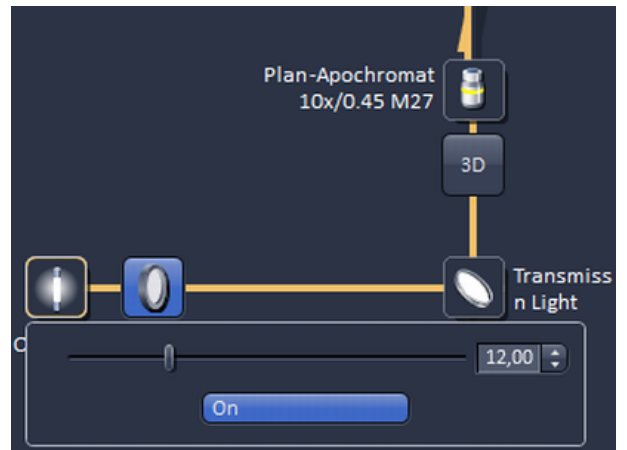 Plan-Apochromat
10x/0.45 M27
3D
Transmiss
n Light
12,00
On